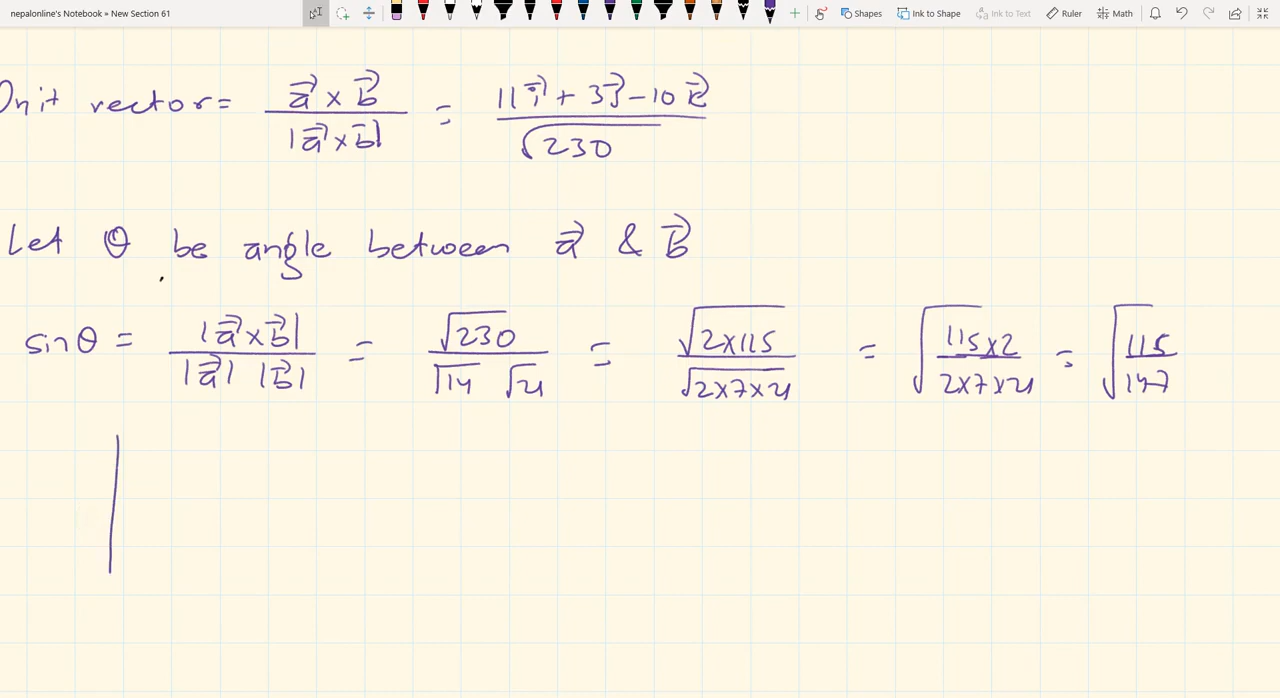 nepalonline's Notebook » New Section 61
Shapes Ink to Shape Ink to Text Ruler Math
Unit vector = (a⃗ × b⃗) / |a⃗ × b⃗| = (11i⃗ + 3j⃗ − 10k⃗) / √230
Let θ be angle between a⃗ & b⃗
sinθ = |a⃗ × b⃗| / (|a⃗| |b⃗|) = √230 / (√14 √21) = √(2×115) / √(2×7×21) = √((115×2) / (2×7×21)) = √(115/147)